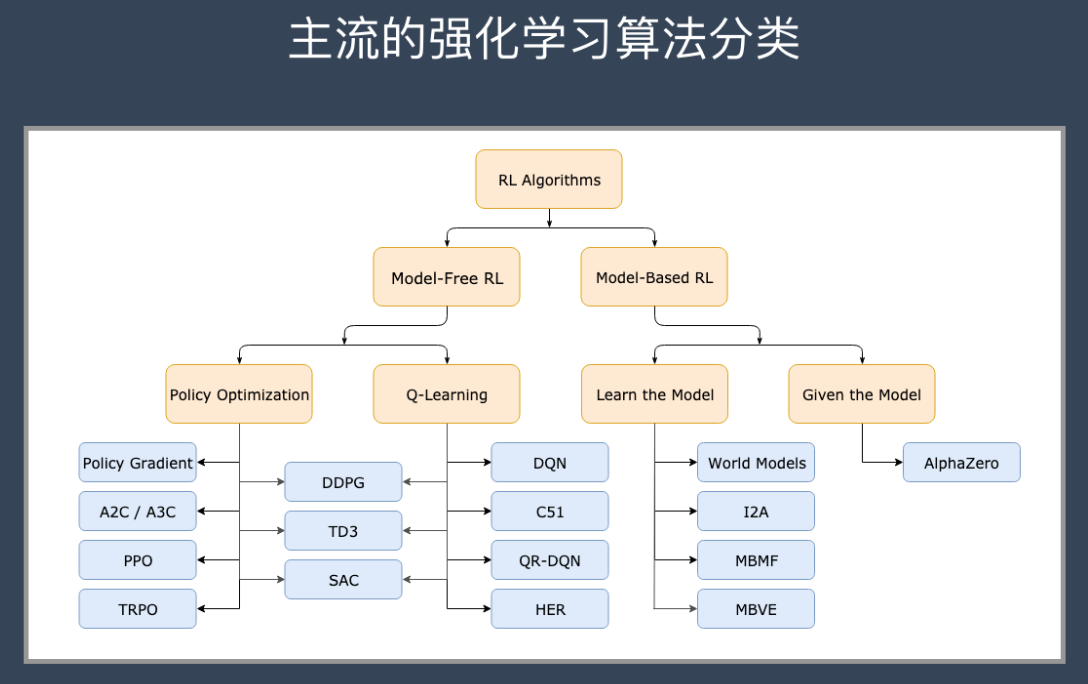 主流的强化学习算法分类
RL Algorithms
Model-Free RL
Model-Based RL
Policy Optimization
Q-Learning
Learn the Model
Given the Model
Policy Gradient
A2C / A3C
PPO
TRPO
DDPG
TD3
SAC
DQN
C51
QR-DQN
HER
World Models
I2A
MBMF
MBVE
AlphaZero